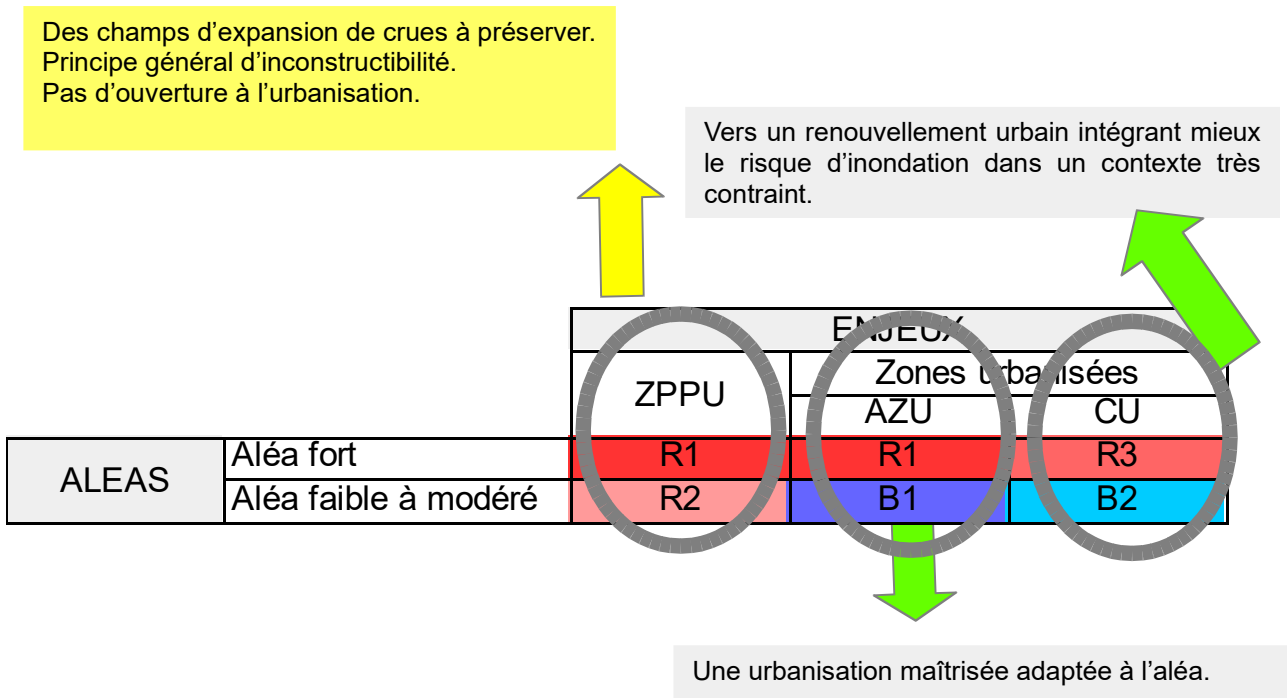 Des champs d'expansion de crues à préserver.
Principe général d'inconstructibilité.
Pas d'ouverture à l'urbanisation.
Vers un renouvellement urbain intégrant mieux
le risque d'inondation dans un contexte très
contraint.
ENJEUX
ZPPU
Zones urbanisées
AZU CU
ALEAS
Aléa fort R1 R1 R3
Aléa faible à modéré R2 B1 B2
Une urbanisation maîtrisée adaptée à l'aléa.